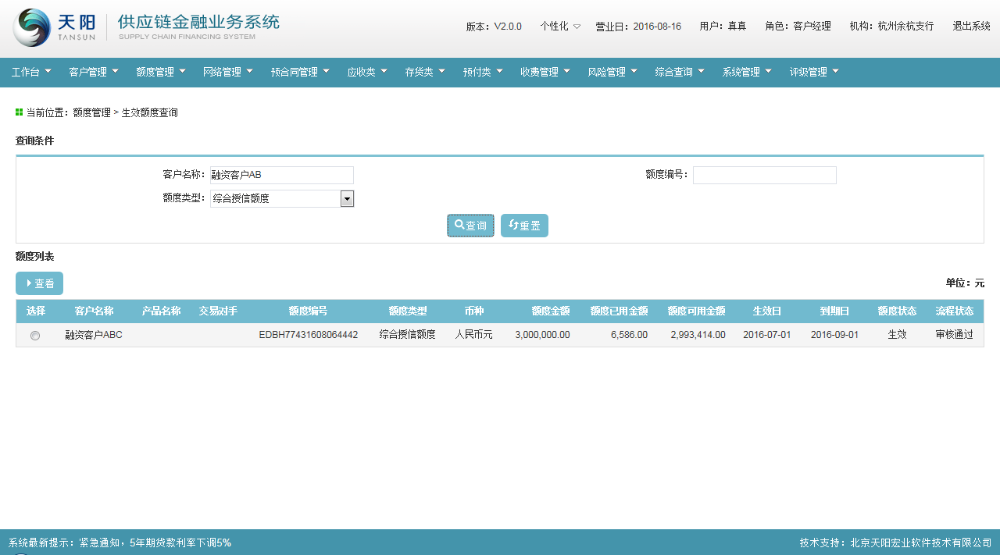 天阳 TANSUN 供应链金融业务系统
SUPPLY CHAIN FINANCING SYSTEM
版本：V2.0.0 个性化 营业日：2016-08-16 用户：真真 角色：客户经理 机构：杭州余杭支行 退出系统
工作台 客户管理 额度管理 网络管理 预合同管理 应收类 存货类 预付类 收费管理 风险管理 综合查询 系统管理 评级管理
当前位置：额度管理 > 生效额度查询
查询条件
客户名称：融资客户AB 额度编号：
额度类型：综合授信额度
查询 重置
额度列表
查看 单位：元
选择 客户名称 产品名称 交易对手 额度编号 额度类型 币种 额度金额 额度已用金额 额度可用金额 生效日 到期日 额度状态 流程状态
融资客户ABC EDBH77431608064442 综合授信额度 人民币元 3,000,000.00 6,586.00 2,993,414.00 2016-07-01 2016-09-01 生效 审核通过
系统最新提示：紧急通知，5年期贷款利率下调5% 技术支持：北京天阳宏业软件技术有限公司